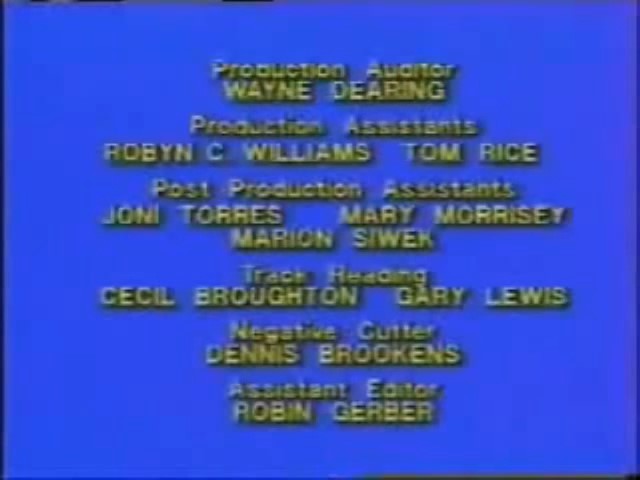 Production Auditor
WAYNE DEARING
Production Assistants
ROBYN C. WILLIAMS TOM RICE
Post Production Assistants
JONI TORRES MARY MORRISEY
MARION SIWEK
Track Reading
CECIL BROUGHTON GARY LEWIS
Negative Cutter
DENNIS BROOKENS
Assistant Editor
ROBIN GERBER